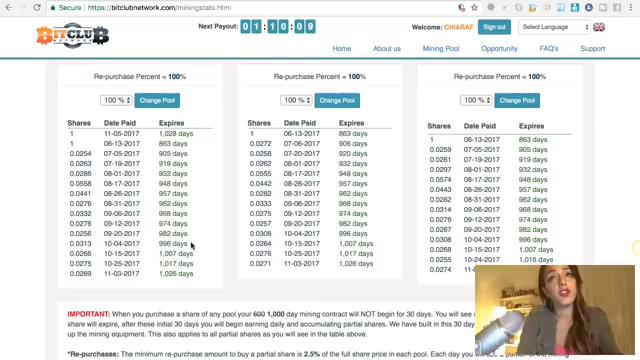 https://bitclubnetwork.com/miningstats.html
BITCLUB
NETWORK
Next Payout: 01 10 09
Welcome: CHIARAF
Sign out
Select Language
Home About us Mining Pool Opportunity FAQ's Support
Re-purchase Percent = 100%
100 % Change Pool
Shares Date Paid Expires
1 11-05-2017 1,028 days
1 06-13-2017 863 days
0.0254 07-05-2017 905 days
0.0263 07-19-2017 919 days
0.0286 08-01-2017 932 days
0.0558 08-17-2017 948 days
0.0441 08-26-2017 957 days
0.0276 08-31-2017 962 days
0.0332 09-06-2017 968 days
0.0276 09-12-2017 974 days
0.0256 09-20-2017 982 days
0.0313 10-04-2017 996 days
0.0266 10-15-2017 1,007 days
0.0275 10-25-2017 1,017 days
0.0269 11-03-2017 1,026 days
Re-purchase Percent = 100%
100 % Change Pool
Shares Date Paid Expires
1 06-13-2017 863 days
0.0272 07-06-2017 906 days
0.0258 07-20-2017 920 days
0.0282 08-01-2017 932 days
0.0555 08-17-2017 948 days
0.0442 08-26-2017 957 days
0.0282 08-31-2017 962 days
0.0333 09-06-2017 968 days
0.0275 09-12-2017 974 days
0.0257 09-20-2017 982 days
0.0308 10-04-2017 996 days
0.0264 10-15-2017 1,007 days
0.0271 11-03-2017 1,026 days
Re-purchase Percent = 100%
100 % Change Pool
Shares Date Paid Expires
1 06-13-2017 863 days
0.0259 07-05-2017 905 days
0.0261 07-19-2017 919 days
0.0297 08-01-2017 932 days
0.0574 08-17-2017 948 days
0.0443 08-26-2017 957 days
0.0262 08-31-2017 962 days
0.0314 09-06-2017 968 days
0.0276 09-12-2017 974 days
0.0267 09-20-2017 982 days
0.0308 10-04-2017 996 days
0.0268 10-15-2017 1,007 days
0.0255 10-24-2017 1,016 days
0.0274 11-0
IMPORTANT: When you purchase a share of any pool your 600 1,000 day mining contract will NOT begin for 30 days. You will see
share will expire, after these initial 30 days you will begin earning daily and accumulating partial shares. We have built in this 30 day
up the mining equipment. This also applies to all partial shares as you will see in the table above.
*Re-purchases: The minimum re-purchase amount to buy a partial share is 2.5% of the full share price in each pool. Each day you will see